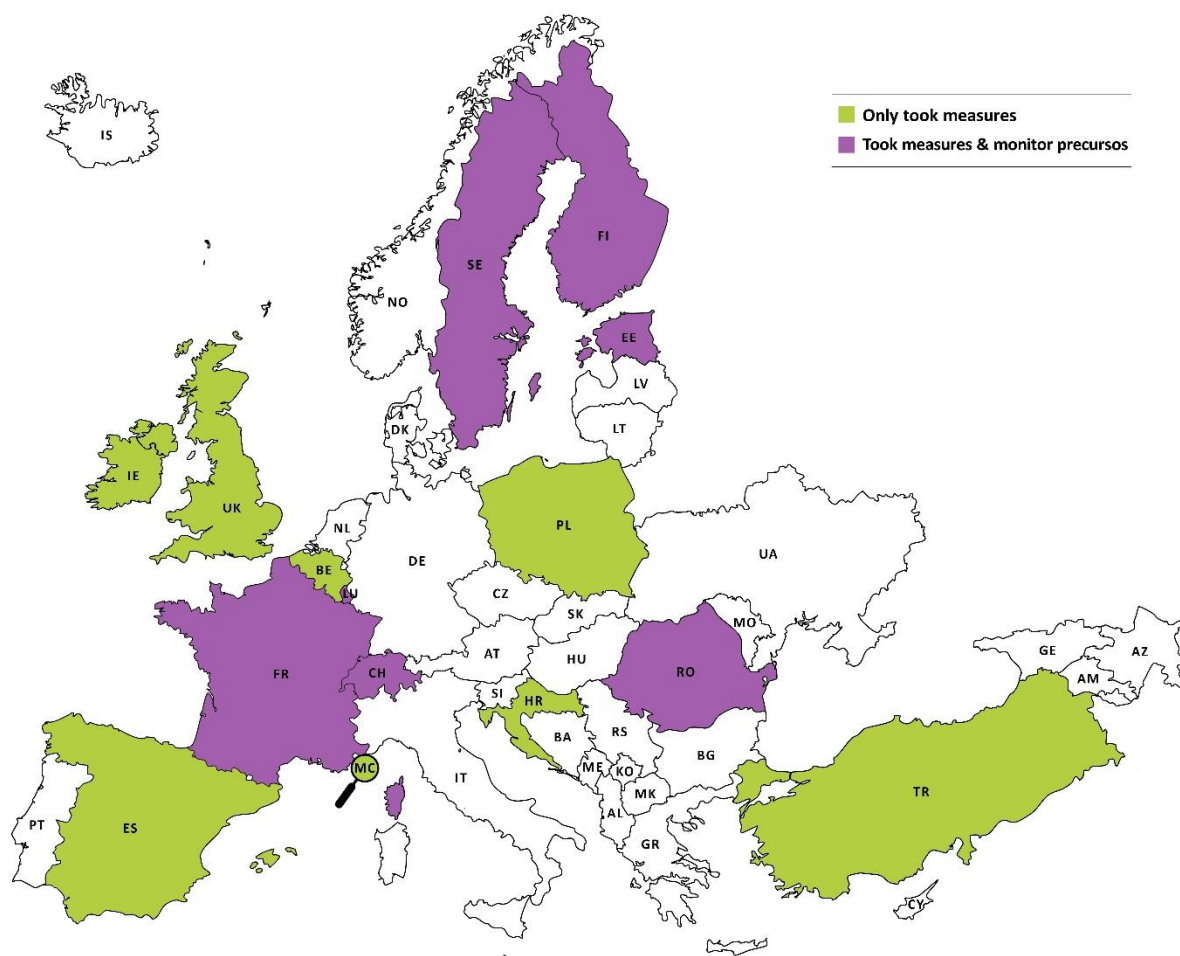 Only took measures
Took measures & monitor precursos
IS
FI
SE
NO
EE
LV
DK
LT
IE
UK
NL
PL
UA
DE
BE
LU
CZ
SK
MO
AT
HU
GE
AZ
FR
CH
RO
AM
SI
HR
BA
RS
BG
MC
IT
ME
KO
MK
TR
PT
ES
AL
GR
CY